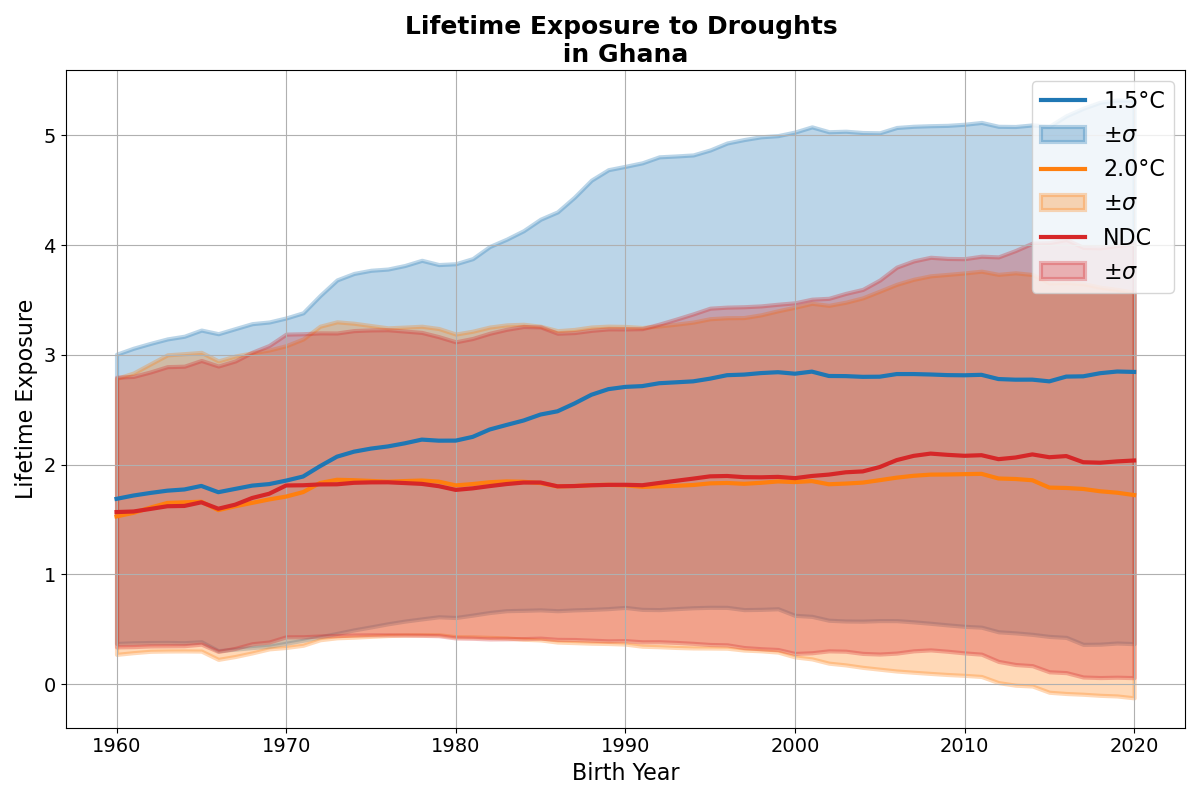 Lifetime Exposure to Droughts
in Ghana
1.5°C
±σ
2.0°C
±σ
NDC
±σ
Lifetime Exposure
5
4
3
2
1
0
1960 1970 1980 1990 2000 2010 2020
Birth Year